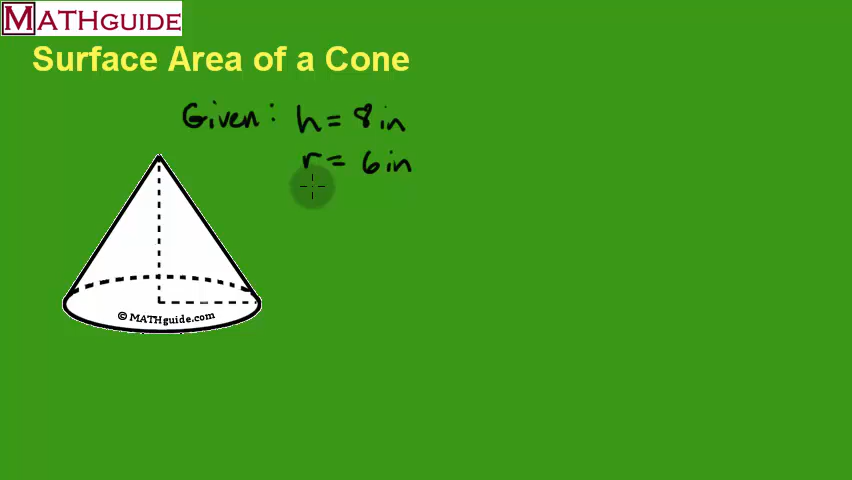 MATHGUIDE
Surface Area of a Cone
Given: h = 8 in
r = 6 in
© MATHguide.com